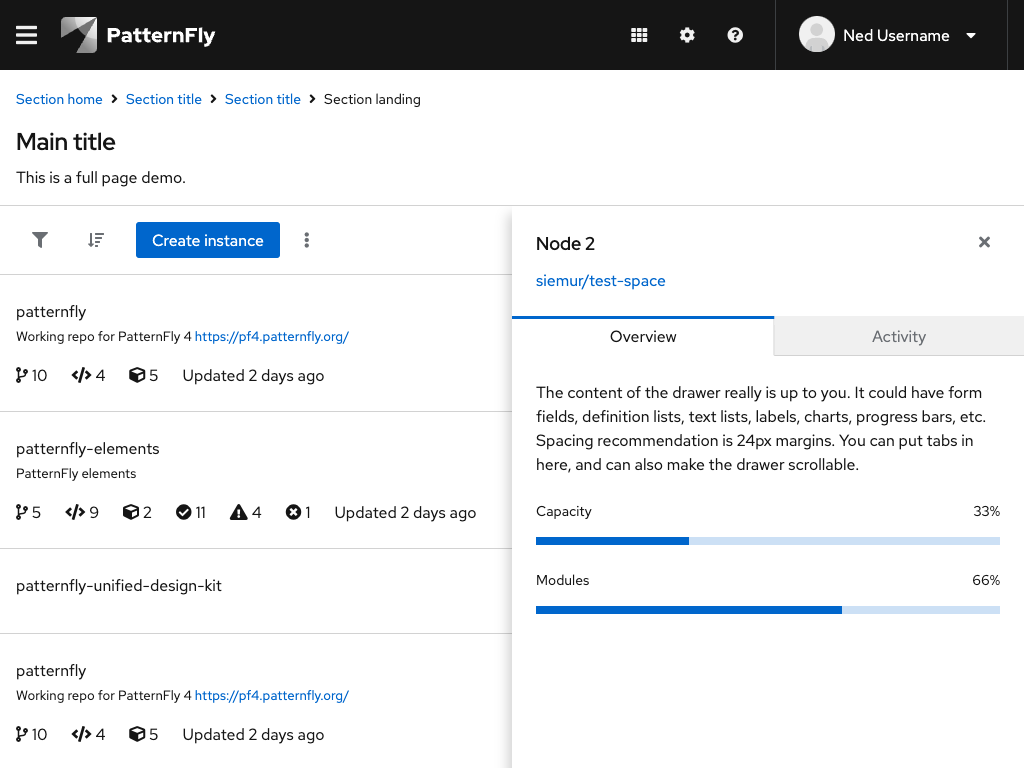 PatternFly
Ned Username
Section home > Section title > Section title > Section landing
Main title
This is a full page demo.
Create instance
patternfly
Working repo for PatternFly 4 https://pf4.patternfly.org/
10 4 5 Updated 2 days ago
patternfly-elements
PatternFly elements
5 9 2 11 4 1 Updated 2 days ago
patternfly-unified-design-kit
patternfly
Working repo for PatternFly 4 https://pf4.patternfly.org/
10 4 5 Updated 2 days ago
Node 2
siemur/test-space
Overview
Activity
The content of the drawer really is up to you. It could have form
fields, definition lists, text lists, labels, charts, progress bars, etc.
Spacing recommendation is 24px margins. You can put tabs in
here, and can also make the drawer scrollable.
Capacity 33%
Modules 66%